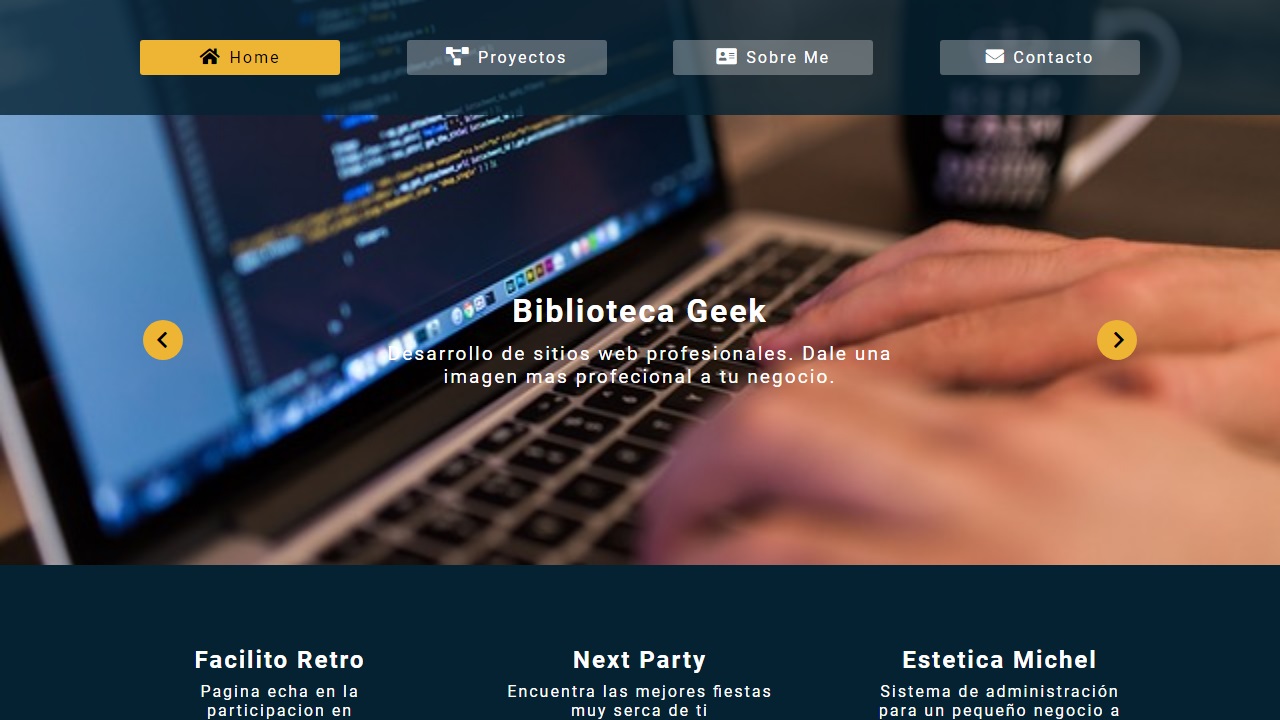 Home
Proyectos
Sobre Me
Contacto
Biblioteca Geek
Desarrollo de sitios web profesionales. Dale una
imagen mas profecional a tu negocio.
Facilito Retro
Pagina echa en la
participacion en
Next Party
Encuentra las mejores fiestas
muy serca de ti
Estetica Michel
Sistema de administración
para un pequeño negocio a